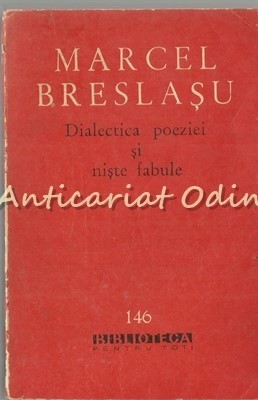 MARCEL
BRESLAȘU
Dialectica poeziei
și
niște fabule
Anticariat Odin
146
BIBLIOTECA
PENTRU TOȚI